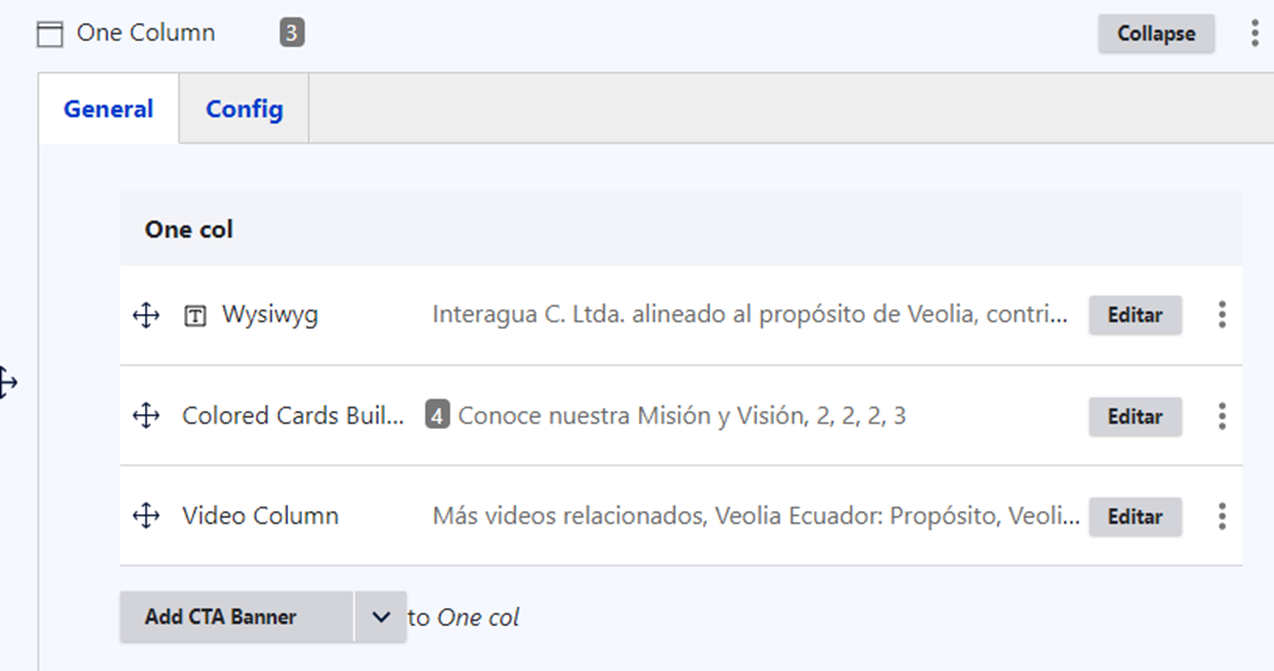 One Column 3 Collapse
General Config
One col
Wysiwyg Interagua C. Ltda. alineado al propósito de Veolia, contri... Editar
Colored Cards Buil... 4 Conoce nuestra Misión y Visión, 2, 2, 2, 3 Editar
Video Column Más videos relacionados, Veolia Ecuador: Propósito, Veoli... Editar
Add CTA Banner to One col